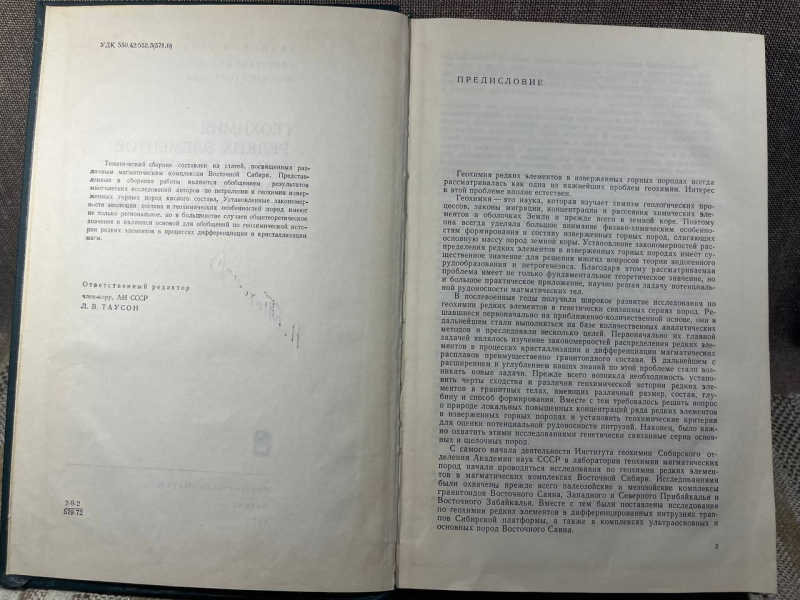 УДК 550.42:552.3(571.6)
Тематический сборник составлен из статей, посвященных раз-
личным магматическим комплексам Восточной Сибири. Представ-
ленные в сборнике работы являются обобщением результатов
многолетних исследований авторов по петрологии и геохимии извер-
женных горных пород кислого состава. Установленные закономер-
ности эволюции состава и геохимических особенностей пород имеют
не только региональное, но в большинстве случаев общетеоретическое
значение и являются основой для обобщений по геохимической исто-
рии редких элементов в процессах дифференциации и кристаллизации
магм.
Ответственный редактор
член-корр. АН СССР
Л. В. ТАУСОН
2-9-2
ПРЕДИСЛОВИЕ
Геохимия редких элементов в изверженных горных породах всегда
рассматривалась как одна из важнейших проблем геохимии. Интерес
к этой проблеме вполне естествен.
Геохимия — это наука, которая изучает химизм геологических про-
цессов, законы миграции, концентрации и рассеяния химических эле-
ментов в оболочках Земли и прежде всего в земной коре. Поэтому
она всегда уделяла большое внимание физико-химическим особенно-
стям формирования и составу изверженных горных пород, слагающих
основную массу пород земной коры. Установление закономерностей рас-
пределения редких элементов в изверженных горных породах имеет су-
щественное значение для решения многих вопросов теории эндогенного
рудообразования и петрогенезиса. Благодаря этому рассматриваемая
проблема имеет не только фундаментальное теоретическое значение, но
и большое практическое приложение, научно решая задачу потенциаль-
ной рудоносности магматических тел.
В послевоенные годы получили широкое развитие исследования по
геохимии редких элементов в генетически связанных сериях пород. Ре-
шавшиеся первоначально на приближенно-количественной основе, они в
дальнейшем стали выполняться на базе количественных аналитических
методов и преследовали несколько целей. Первоначально их главной
задачей являлось изучение закономерностей распределения редких эле-
ментов в процессах кристаллизации и дифференциации магматических
расплавов преимущественно гранитоидного состава. В дальнейшем с
расширением и углублением наших знаний по этой проблеме стали воз-
никать новые задачи. Прежде всего возникла необходимость устано-
вить черты сходства и различия геохимической истории редких эле-
ментов в гранитных телах, имеющих различный размер, состав, глу-
бину и способ формирования. Вместе с тем требовалось решить вопрос
о природе локальных повышенных концентраций ряда редких элементов
в изверженных горных породах и установить геохимические критерии
для оценки потенциальной рудоносности интрузий. Наконец, было важ-
но охватить этими исследованиями генетически связанные серии основ-
ных и щелочных пород.
С самого начала деятельности Института геохимии Сибирского от-
деления Академии наук СССР в лаборатории геохимии магматических
пород начали проводиться исследования по геохимии редких элемен-
тов в магматических комплексах Восточной Сибири. Исследованиями
были охвачены прежде всего палеозойские и мезозойские комплексы
гранитоидов Восточного Саяна, Западного и Северного Прибайкалья и
Восточного Забайкалья. Вместе с тем были поставлены исследования
по геохимии редких элементов в дифференцированных интрузиях трап-
пов Сибирской платформы, а также в комплексах ультраосновных и
основных пород Восточного Саяна.
3